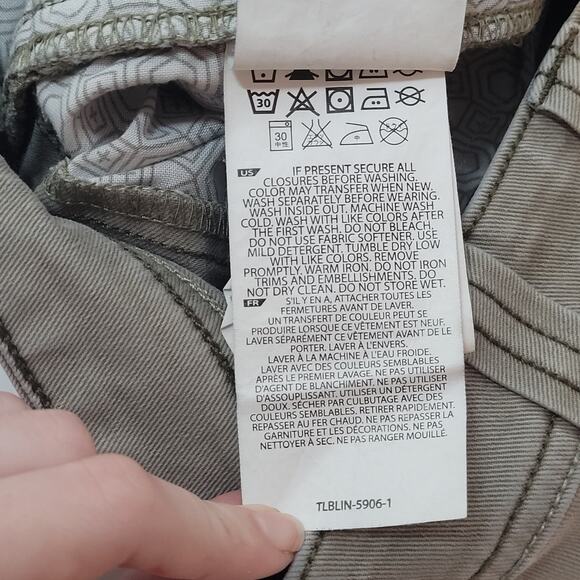 30
30
中性
US
IF PRESENT SECURE ALL
CLOSURES BEFORE WASHING.
COLOR MAY TRANSFER WHEN NEW.
WASH SEPARATELY BEFORE WEARING.
WASH INSIDE OUT. MACHINE WASH
COLD. WASH WITH LIKE COLORS AFTER
THE FIRST WASH. DO NOT BLEACH.
DO NOT USE FABRIC SOFTENER. USE
MILD DETERGENT. TUMBLE DRY LOW
WITH LIKE COLORS. REMOVE
PROMPTLY. WARM IRON. DO NOT IRON
TRIMS AND EMBELLISHMENTS. DO
NOT DRY CLEAN. DO NOT STORE WET.
FR
S'IL Y EN A, ATTACHER TOUTES LES
FERMETURES AVANT DE LAVER.
UN TRANSFERT DE COULEUR PEUT SE
PRODUIRE LORSQUE CE VÊTEMENT EST NEUF.
LAVER SÉPARÉMENT CE VÊTEMENT AVANT DE LE
PORTER. LAVER À L'ENVERS.
LAVER À LA MACHINE À L'EAU FROIDE.
LAVER AVEC DES COULEURS SEMBLABLES
APRÈS LE PREMIER LAVAGE. NE PAS UTILISER
D'AGENT DE BLANCHIMENT. NE PAS UTILISER
D'ASSOUPLISSANT. UTILISER UN DÉTERGENT
DOUX. SÉCHER PAR CULBUTAGE AVEC DES
COULEURS SEMBLABLES. RETIRER RAPIDEMENT.
REPASSER AU FER CHAUD. NE PAS REPASSER LA
GARNITURE ET LES DÉCORATIONS. NE PAS
NETTOYER À SEC. NE PAS RANGER MOUILLÉ.
TLBLIN-5906-1